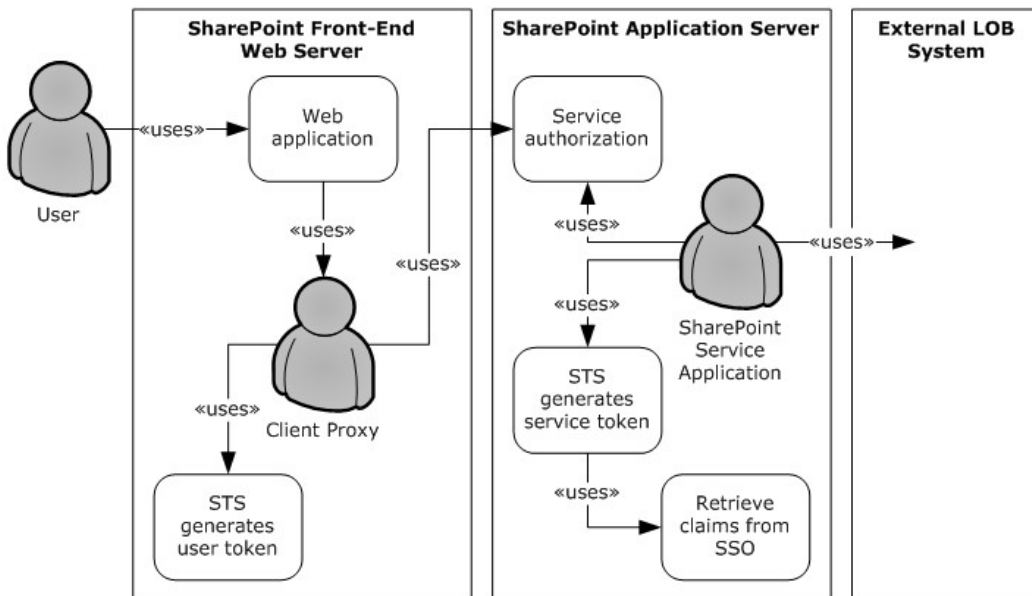 SharePoint Front-End
Web Server
SharePoint Application Server
External LOB
System
«uses»
Web
application
Service
authorization
User
«uses»
«uses»
«uses»
«uses»
«uses»
SharePoint
Service
Application
STS
generates
service token
«uses»
Client Proxy
STS
generates
user token
«uses»
Retrieve
claims from
SSO